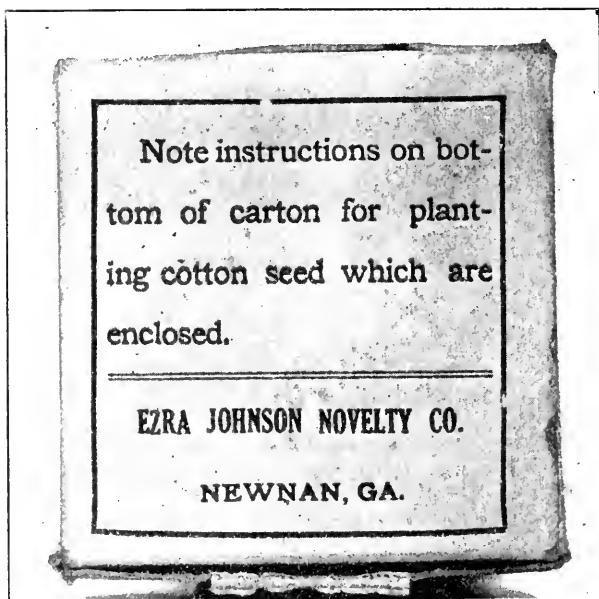 Note instructions on bot-
tom of carton for plant-
ing cotton seed which are
enclosed.
EZRA JOHNSON NOVELTY CO.
NEWNAN, GA.